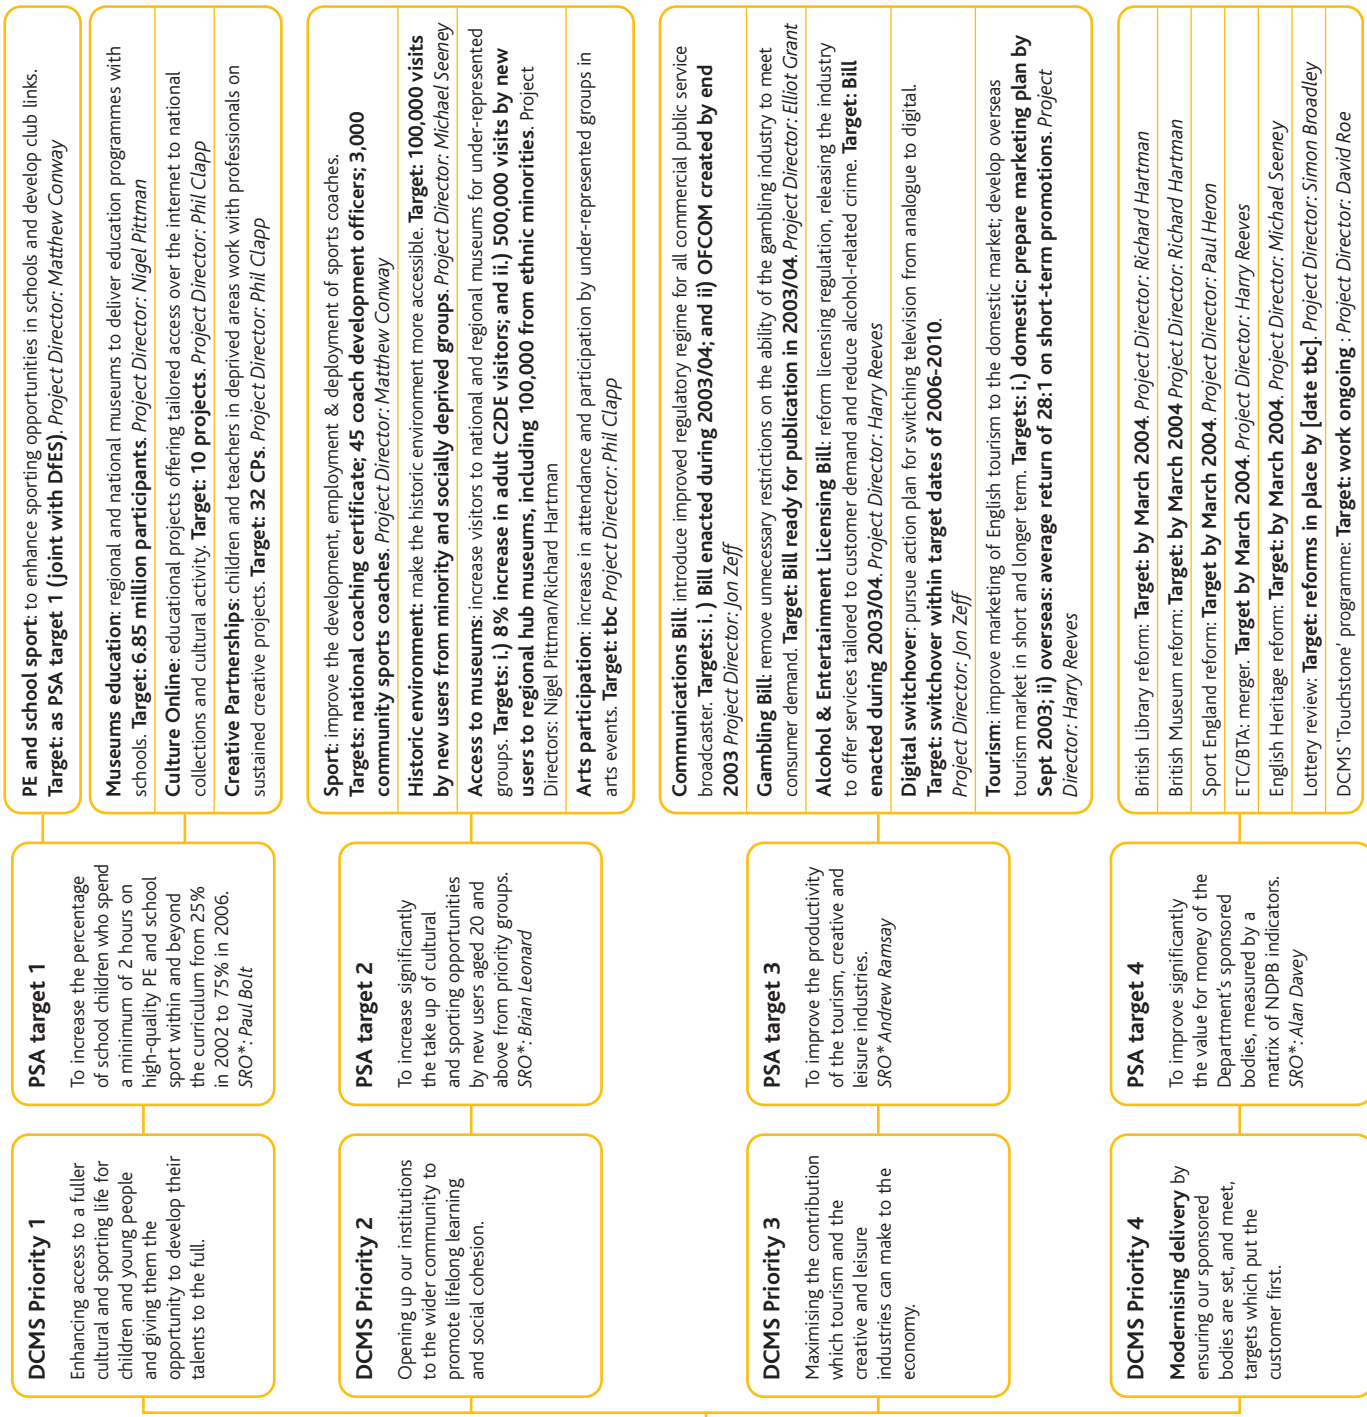 DCMS Priority 1
Enhancing access to a fuller
cultural and sporting life for
children and young people
and giving them the
opportunity to develop their
talents to the full.
PSA target 1
To increase the percentage
of school children who spend
a minimum of 2 hours on
high-quality PE and school
sport within and beyond
the curriculum from 25%
in 2002 to 75% in 2006.
SRO*: Paul Bolt
PE and school sport: to enhance sporting opportunities in schools and develop club links.
Target: as PSA target 1 (joint with DfES). Project Director: Matthew Conway
Museums education: regional and national museums to deliver education programmes with
schools. Target: 6.85 million participants. Project Director: Nigel Pittman
Culture Online: educational projects offering tailored access over the internet to national
collections and cultural activity. Target: 10 projects. Project Director: Phil Clapp
Creative Partnerships: children and teachers in deprived areas work with professionals on
sustained creative projects. Target: 32 CPs. Project Director: Phil Clapp
DCMS Priority 2
Opening up our institutions
to the wider community to
promote lifelong learning
and social cohesion.
PSA target 2
To increase significantly
the take up of cultural
and sporting opportunities
by new users aged 20 and
above from priority groups.
SRO*: Brian Leonard
Sport: improve the development, employment & deployment of sports coaches.
Targets: national coaching certificate; 45 coach development officers; 3,000
community sports coaches. Project Director: Matthew Conway
Historic environment: make the historic environment more accessible. Target: 100,000 visits
by new users from minority and socially deprived groups. Project Director: Michael Seeney
Access to museums: increase visitors to national and regional museums for under-represented
groups. Targets: i.) 8% increase in adult C2DE visitors; and ii.) 500,000 visits by new
users to regional hub museums, including 100,000 from ethnic minorities. Project
Directors: Nigel Pittman/Richard Hartman
Arts participation: increase in attendance and participation by under-represented groups in
arts events. Target: tbc Project Director: Phil Clapp
DCMS Priority 3
Maximising the contribution
which tourism and the
creative and leisure
industries can make to the
economy.
PSA target 3
To improve the productivity
of the tourism, creative and
leisure industries.
SRO* Andrew Ramsay
Communications Bill: introduce improved regulatory regime for all commercial public service
broadcaster. Targets: i.) Bill enacted during 2003/04; and ii) OFCOM created by end
2003 Project Director: Jon Zeff
Gambling Bill: remove unnecessary restrictions on the ability of the gambling industry to meet
consumer demand. Target: Bill ready for publication in 2003/04. Project Director: Elliot Grant
Alcohol & Entertainment Licensing Bill: reform licensing regulation, releasing the industry
to offer services tailored to customer demand and reduce alcohol-related crime. Target: Bill
enacted during 2003/04. Project Director: Harry Reeves
Digital switchover: pursue action plan for switching television from analogue to digital.
Target: switchover within target dates of 2006-2010.
Project Director: Jon Zeff
Tourism: improve marketing of English tourism to the domestic market; develop overseas
tourism market in short and longer term. Targets: i.) domestic: prepare marketing plan by
Sept 2003; ii) overseas: average return of 28:1 on short-term promotions. Project
Director: Harry Reeves
DCMS Priority 4
Modernising delivery by
ensuring our sponsored
bodies are set, and meet,
targets which put the
customer first.
PSA target 4
To improve significantly
the value for money of the
Department's sponsored
bodies, measured by a
matrix of NDPB indicators.
SRO*: Alan Davey
British Library reform: Target: by March 2004. Project Director: Richard Hartman
British Museum reform: Target: by March 2004 Project Director: Richard Hartman
Sport England reform: Target by March 2004. Project Director: Paul Heron
ETC/BTA: merger. Target by March 2004. Project Director: Harry Reeves
English Heritage reform: Target: by March 2004. Project Director: Michael Seeney
Lottery review: Target: reforms in place by [date tbc]. Project Director: Simon Broadley
DCMS 'Touchstone' programme: Target: work ongoing : Project Director: David Roe